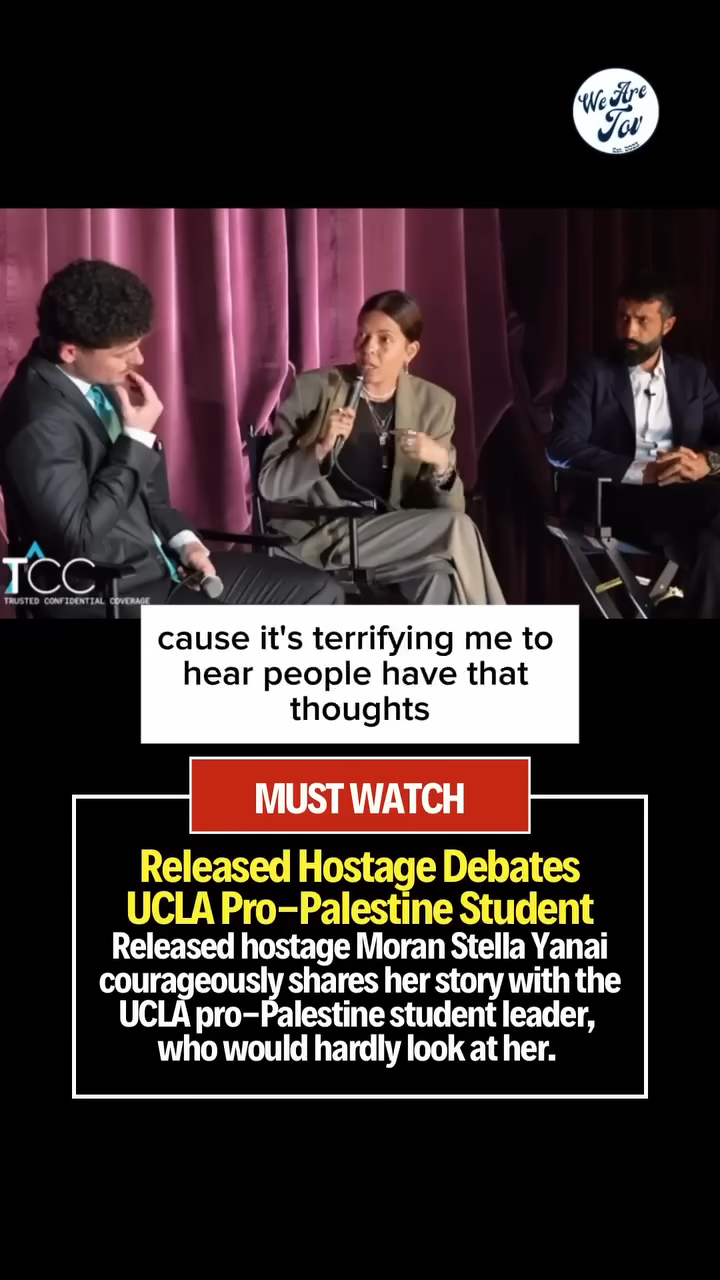 We Are
Tov
Est. 2023
TCC
TRUSTED CONFIDENTIAL COVERAGE
cause it's terrifying me to
hear people have that
thoughts
MUST WATCH
Released Hostage Debates
UCLA Pro-Palestine Student
Released hostage Moran Stella Yanai
courageously shares her story with the
UCLA pro-Palestine student leader,
who would hardly look at her.